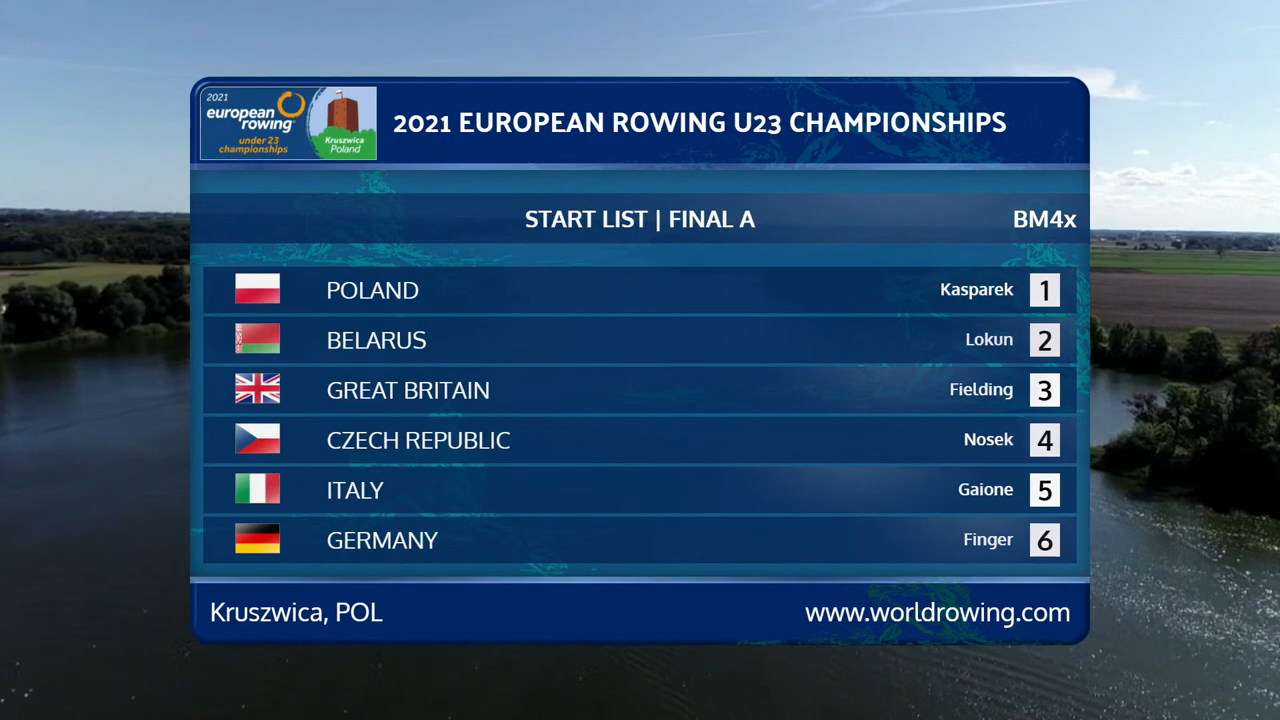 2021
european
rowing
under 23
championships
Kruszwica
Poland
2021 EUROPEAN ROWING U23 CHAMPIONSHIPS
START LIST | FINAL A BM4x
POLAND Kasparek 1
BELARUS Lokun 2
GREAT BRITAIN Fielding 3
CZECH REPUBLIC Nosek 4
ITALY Gaione 5
GERMANY Finger 6
Kruszwica, POL www.worldrowing.com